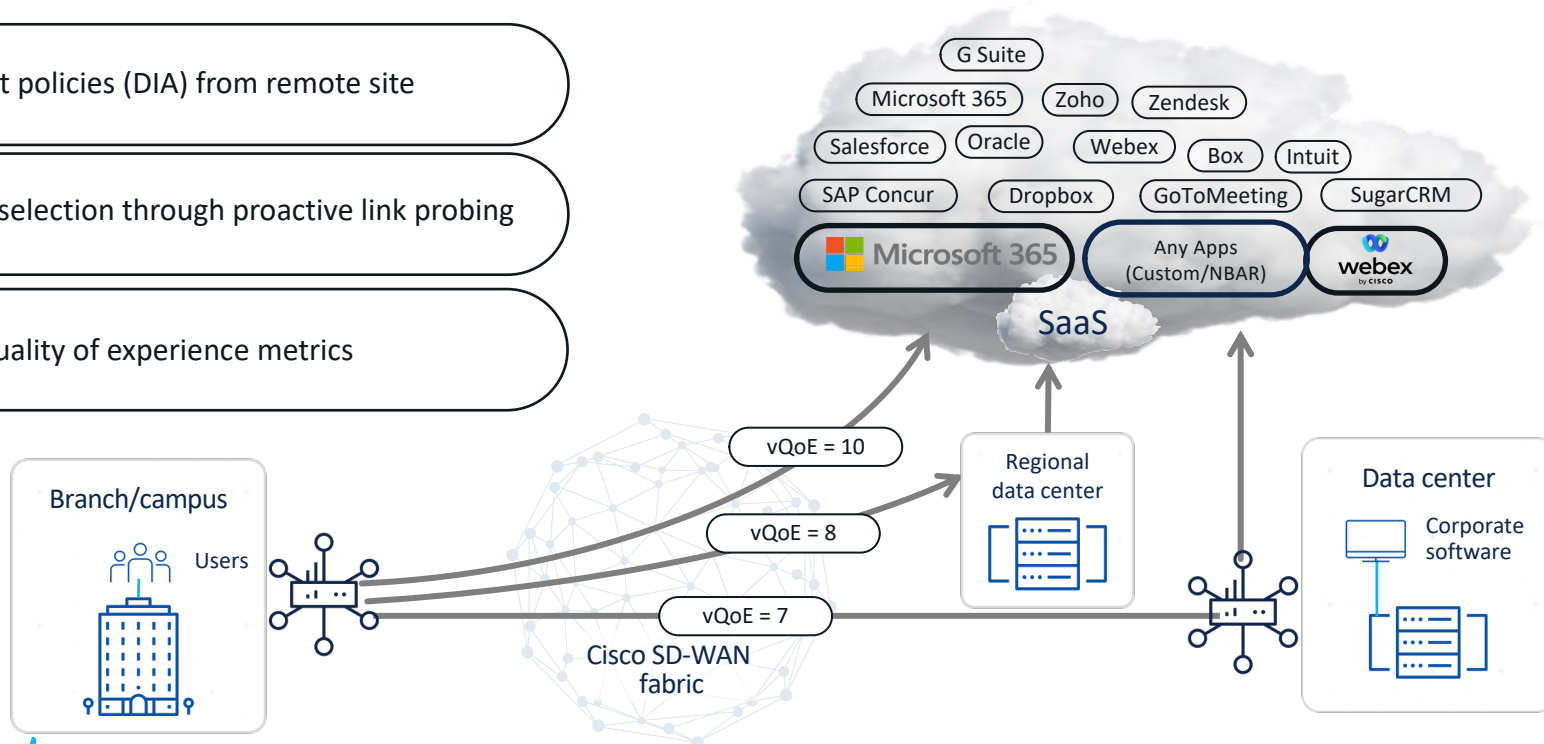 t policies (DIA) from remote site
selection through proactive link probing
uality of experience metrics
G Suite
Microsoft 365
Zoho
Zendesk
Salesforce
Oracle
Webex
Box
Intuit
SAP Concur
Dropbox
GoToMeeting
SugarCRM
Microsoft 365
Any Apps
(Custom/NBAR)
webex
by CISCO
SaaS
vQoE = 10
vQoE = 8
vQoE = 7
Branch/campus
Users
Cisco SD-WAN
fabric
Regional
data center
Data center
Corporate
software